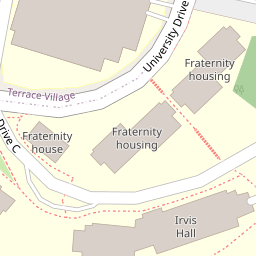 University Drive
Fraternity
housing
Terrace Village
Drive C
Fraternity
house
Fraternity
housing
Irvis
Hall